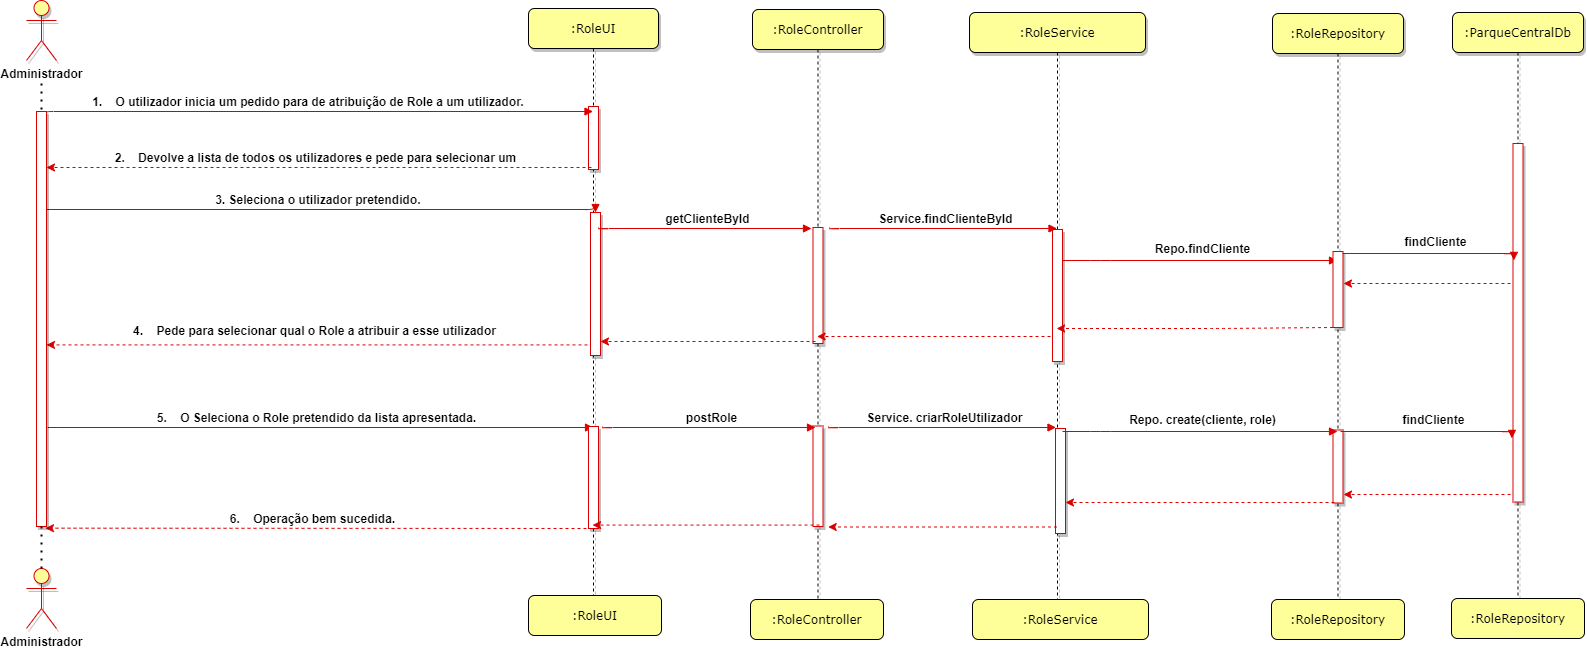 :RoleUI
:RoleController
:RoleService
:RoleRepository
:ParqueCentralDb
Administrador
1. O utilizador inicia um pedido para de atribuição de Role a um utilizador.
2. Devolve a lista de todos os utilizadores e pede para selecionar um
3. Seleciona o utilizador pretendido.
getClienteById
Service.findClienteById
Repo.findCliente
findCliente
4. Pede para selecionar qual o Role a atribuir a esse utilizador
5. O Seleciona o Role pretendido da lista apresentada.
postRole
Service. criarRoleUtilizador
Repo. create(cliente, role)
findCliente
6. Operação bem sucedida.
:RoleUI
:RoleController
:RoleService
:RoleRepository
:RoleRepository
Administrador